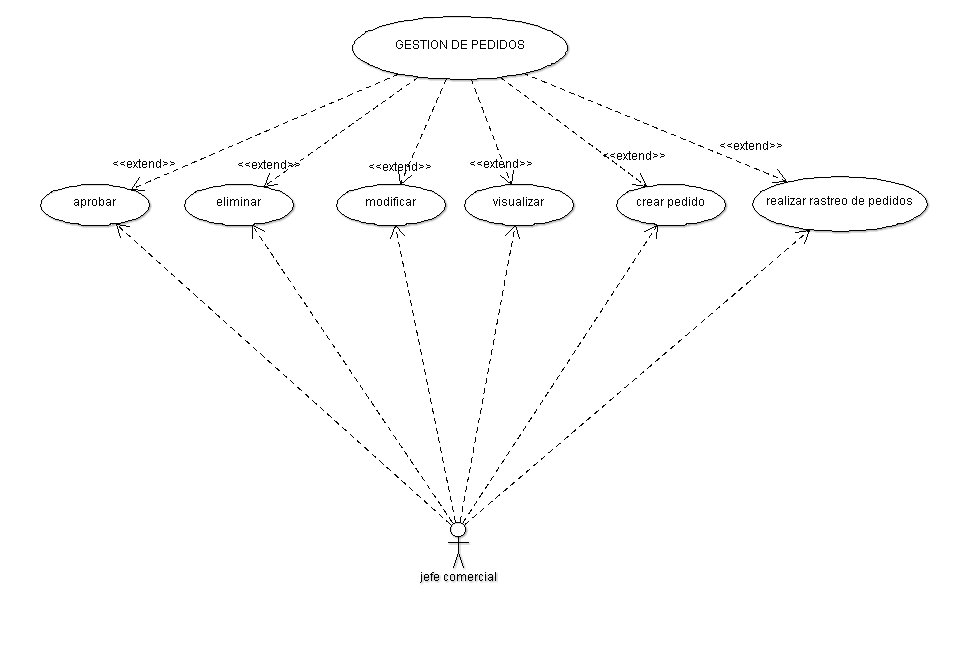 GESTION DE PEDIDOS
<<extend>>
<<extend>>
<<extend>>
<<extend>>
<<extend>>
<<extend>>
aprobar
eliminar
modificar
visualizar
crear pedido
realizar rastreo de pedidos
jefe comercial